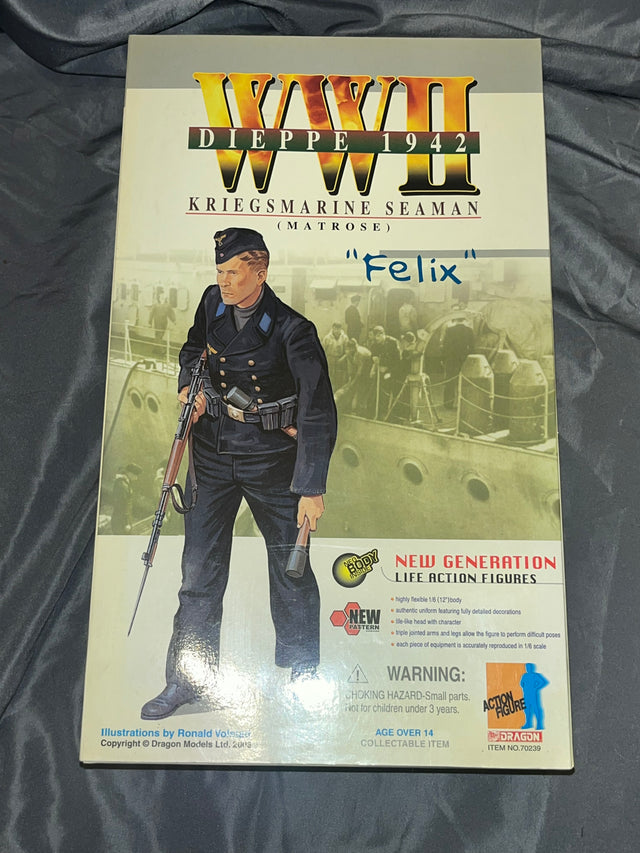 WWII
DIEPPE 1942
KRIEGSMARINE SEAMAN
(MATROSE)
"Felix"
NEW BODY
NEW GENERATION
LIFE ACTION FIGURES
NEW
PATTERN
• highly flexible 1/6 (12")body
• authentic uniform featuring fully detailed decorations
• life-like head with character
• triple jointed arms and legs allow the figure to perform difficult poses
• each piece of equipment is accurately reproduced in 1/6 scale
WARNING:
CHOKING HAZARD-Small parts.
Not for children under 3 years.
ACTION
FIGURE
DRAGON
ITEM NO.70239
AGE OVER 14
COLLECTABLE ITEM
Illustrations by Ronald
Copyright © Dragon Models Ltd.